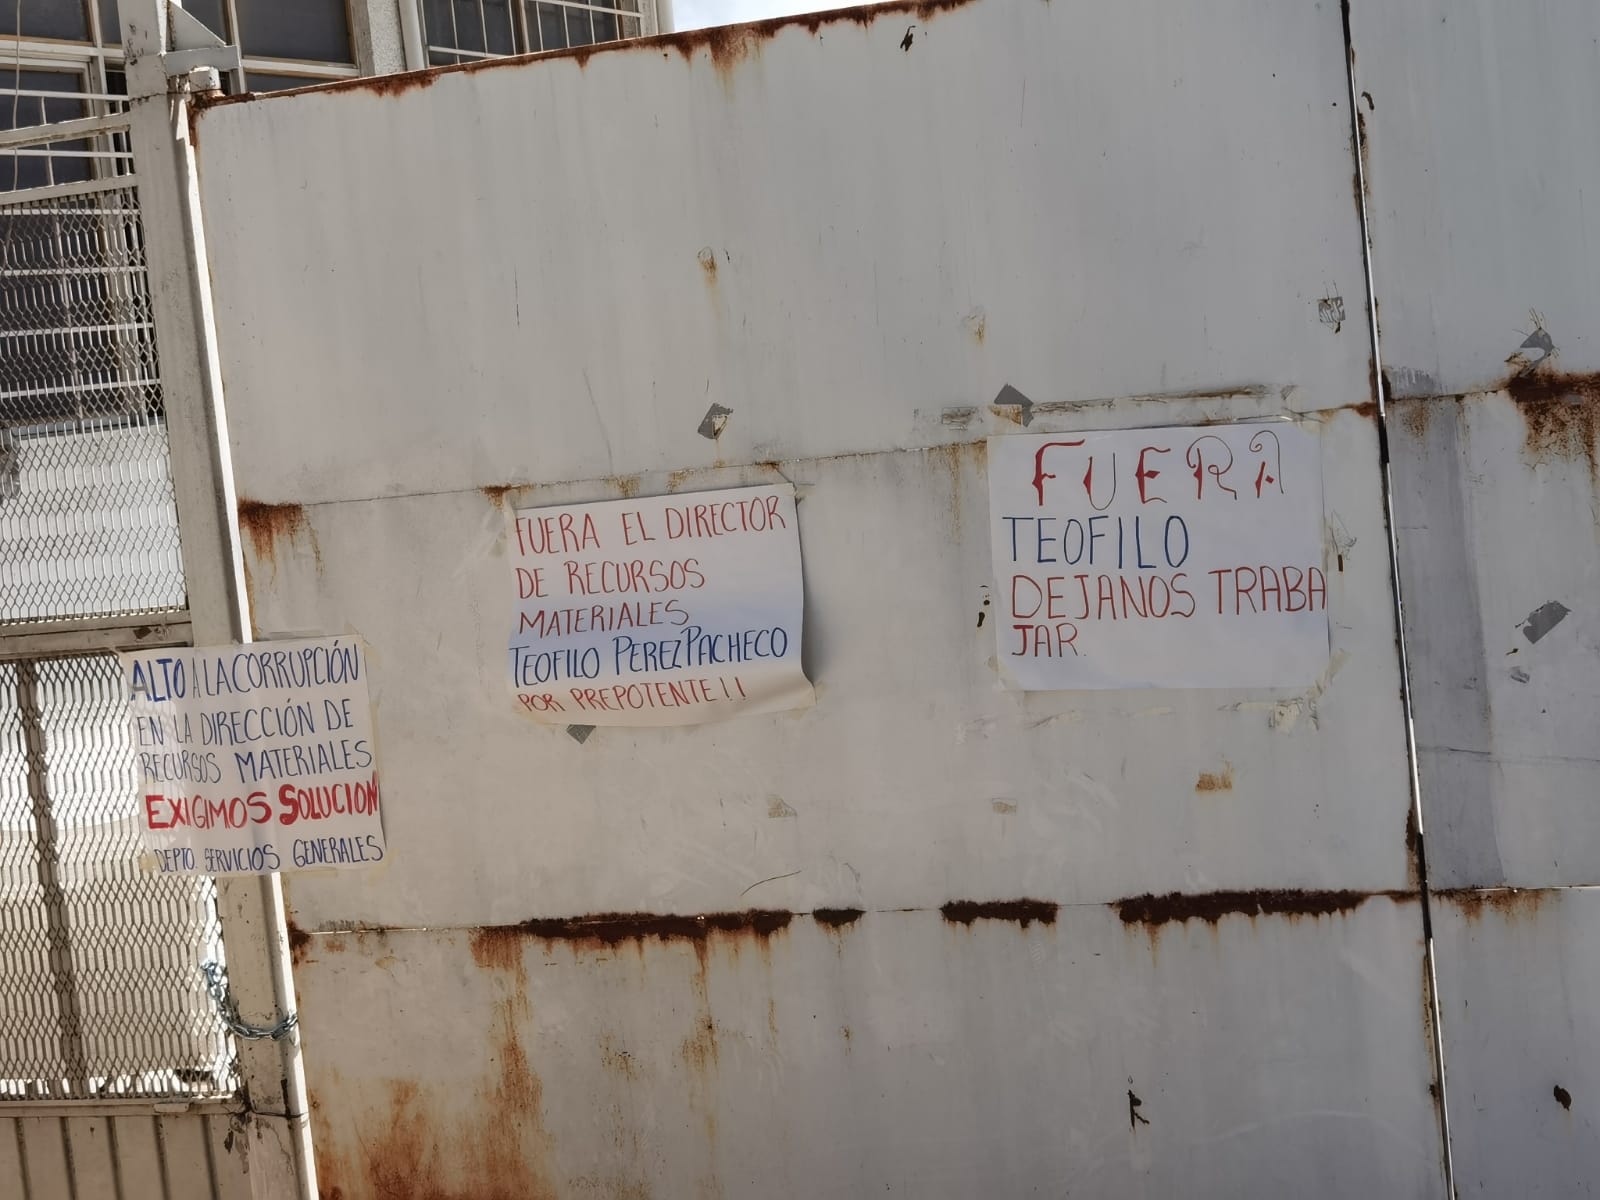 ALTO A LA CORRUPCIÓN
EN LA DIRECCIÓN DE
RECURSOS MATERIALES
EXIGIMOS SOLUCION
DEPTO. SERVICIOS GENERALES
FUERA EL DIRECTOR
DE RECURSOS
MATERIALES
TEOFILO PEREZ PACHECO
POR PREPOTENTE!!
FUERA
TEOFILO
DEJANOS TRABA
JAR.